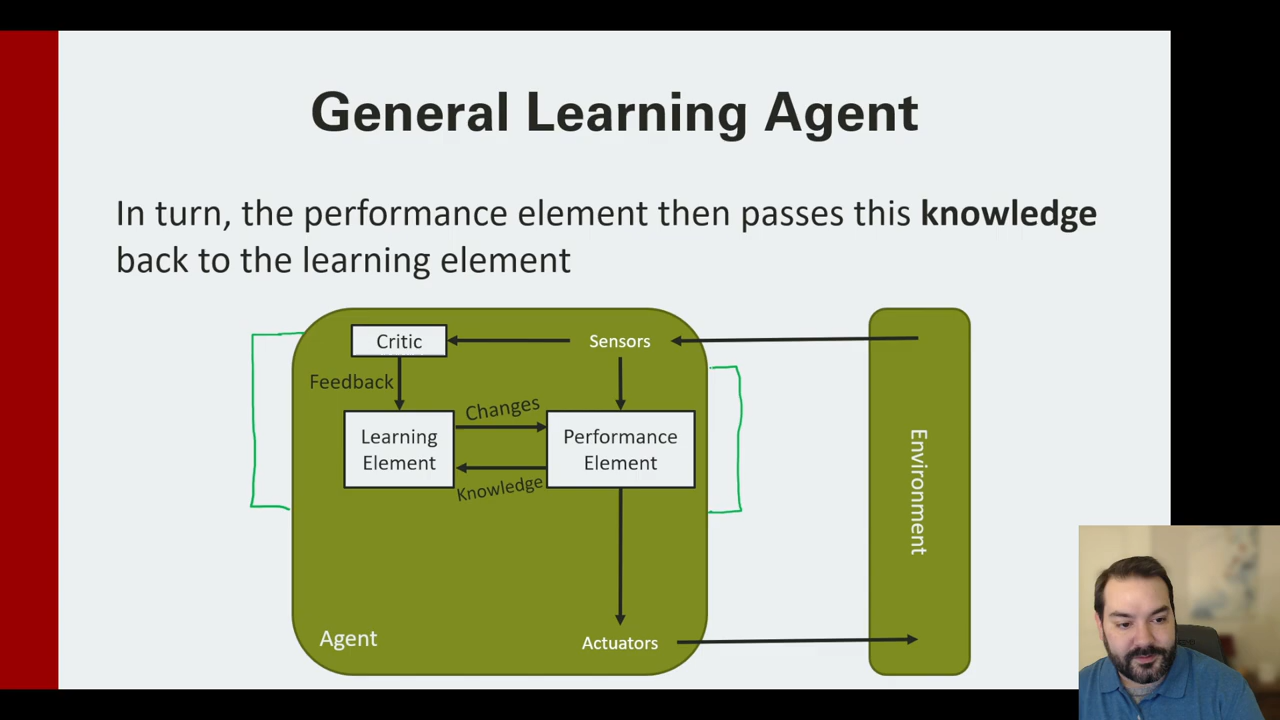 General Learning Agent
In turn, the performance element then passes this knowledge
back to the learning element
Critic
Sensors
Feedback
Changes
Learning
Element
Performance
Element
Knowledge
Environment
Agent
Actuators